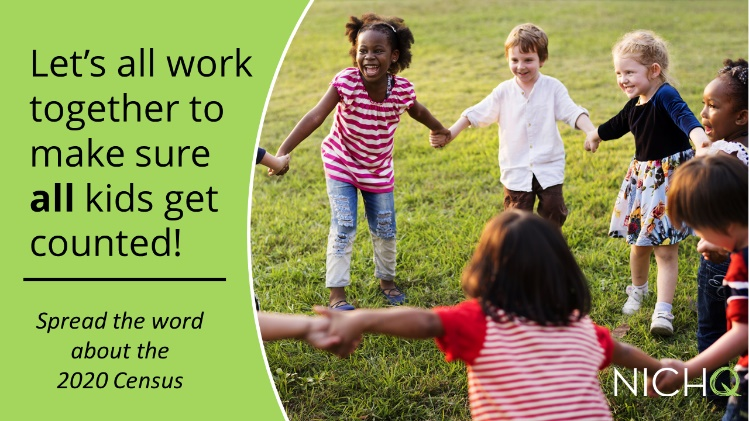 Let's all work
together to
make sure
all kids get
counted!
Spread the word
about the
2020 Census
NICHQ